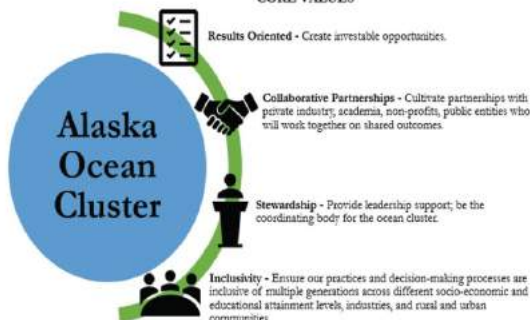 CORE VALUES
Results Oriented - Create investable opportunities.
Collaborative Partnerships - Cultivate partnerships with
private industry, academia, non-profits, public entities who
will work together on shared outcomes.
Alaska
Ocean
Cluster
Stewardship - Provide leadership support; be the
coordinating body for the ocean cluster.
Inclusivity - Ensure our practices and decision-making processes are
inclusive of multiple generations across different socio-economic and
educational attainment levels, industries, and rural and urban
communities.